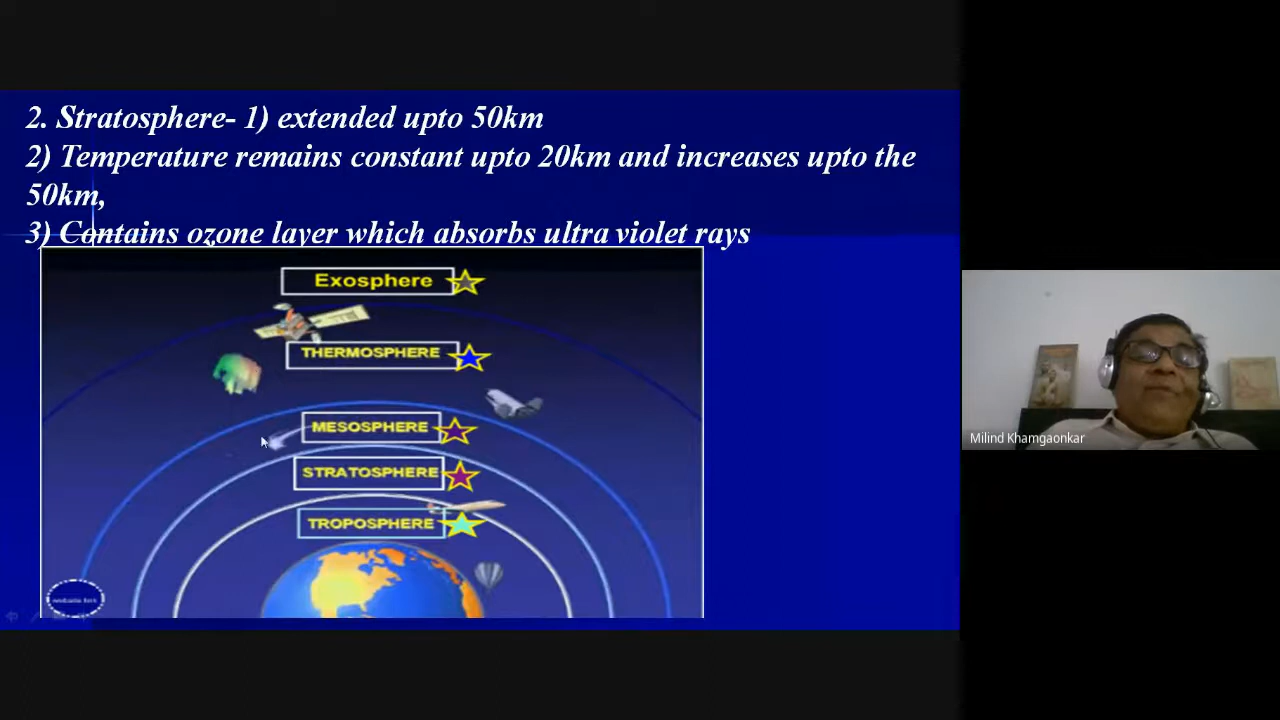 2. Stratosphere- 1) extended upto 50km
2) Temperature remains constant upto 20km and increases upto the
50km,
3) Contains ozone layer which absorbs ultra violet rays
Exosphere
THERMOSPHERE
MESOSPHERE
STRATOSPHERE
TROPOSPHERE
Milind Khamgaonkar